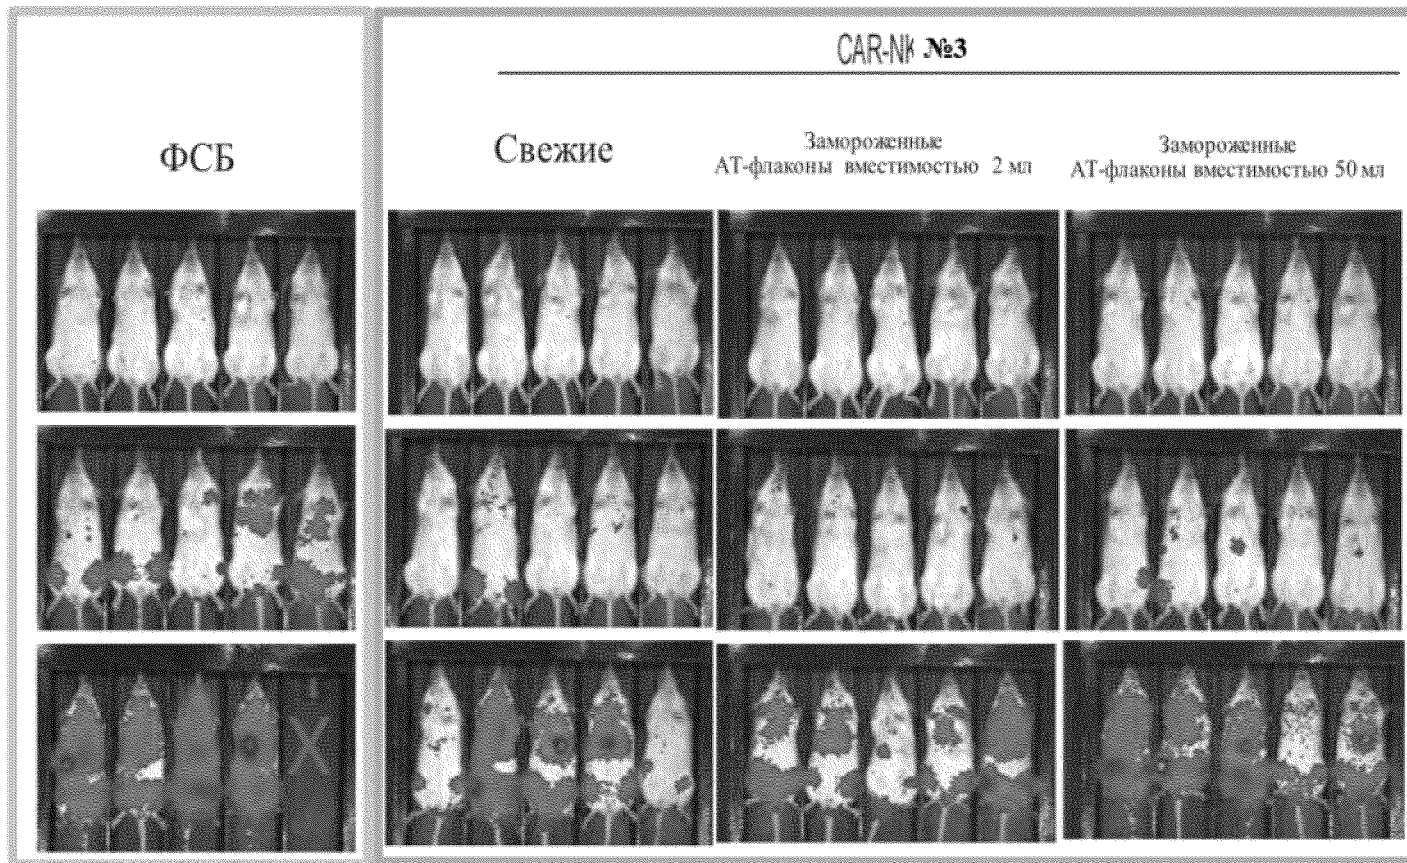 CAR-NK №3
ФСБ
Свежие
Замороженные
АТ-флаконы вместимостью 2 мл
Замороженные
АТ-флаконы вместимостью 50 мл
X